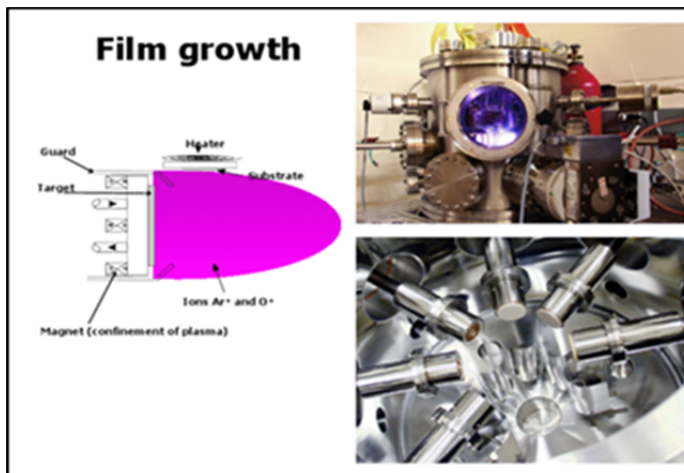 Film growth
Heater
Guard
Substrate
Target
Ions Ar⁺ and O⁺
Magnet (confinement of plasma)